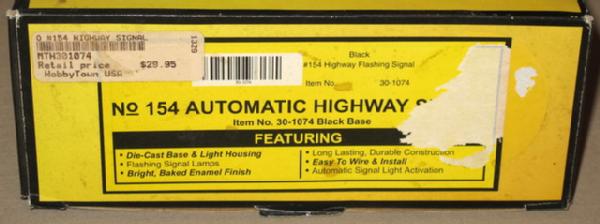 O #154 HIGHWAY SIGNAL
MTH301074
Retail price $29.95
HobbyTown USA
1329
Black
#154 Highway Flashing Signal
Item No. 30-1074
No 154 AUTOMATIC HIGHWAY
Item No. 30-1074 Black Base
FEATURING
• Die-Cast Base & Light Housing
• Flashing Signal Lamps
• Bright, Baked Enamel Finish
• Long Lasting, Durable Construction
• Easy To Wire & Install
• Automatic Signal Light Activation